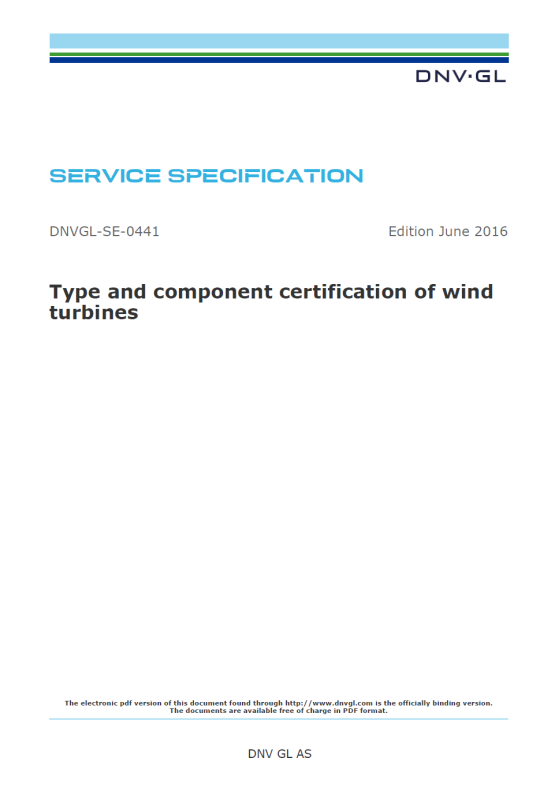 DNV·GL
SERVICE SPECIFICATION
DNVGL-SE-0441 Edition June 2016
Type and component certification of wind
turbines
The electronic pdf version of this document found through http://www.dnvgl.com is the officially binding version.
The documents are available free of charge in PDF format.
DNV GL AS